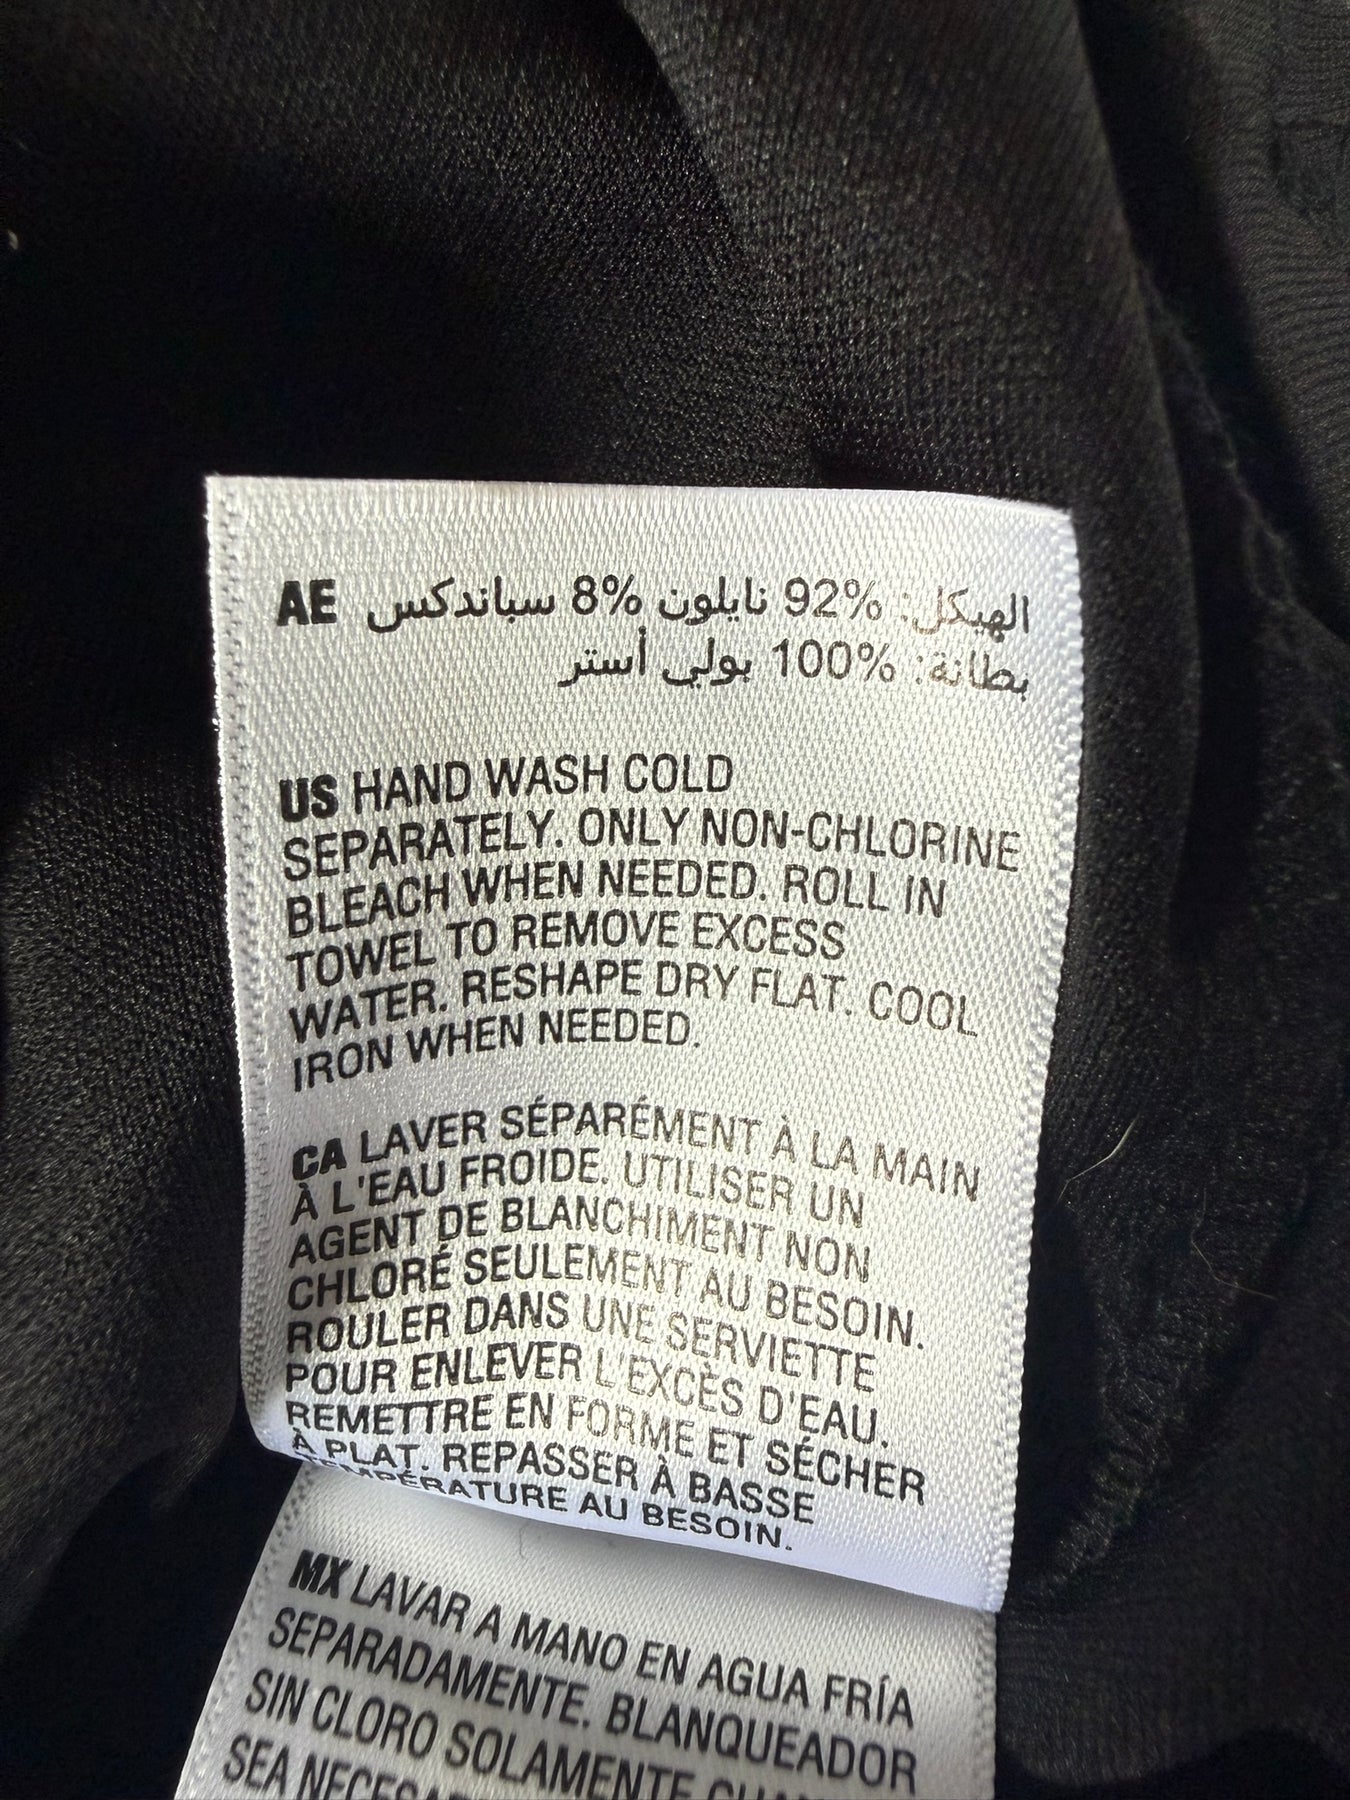 AE الهيكل: 92% نايلون 8% سباندكس
بطانة: 100% بولي أستر
US HAND WASH COLD
SEPARATELY. ONLY NON-CHLORINE
BLEACH WHEN NEEDED. ROLL IN
TOWEL TO REMOVE EXCESS
WATER. RESHAPE DRY FLAT. COOL
IRON WHEN NEEDED.
CA LAVER SÉPARÉMENT À LA MAIN
À L'EAU FROIDE. UTILISER UN
AGENT DE BLANCHIMENT NON
CHLORÉ SEULEMENT AU BESOIN.
ROULER DANS UNE SERVIETTE
POUR ENLEVER L'EXCÈS D'EAU.
REMETTRE EN FORME ET SÉCHER
À PLAT. REPASSER À BASSE
TEMPÉRATURE AU BESOIN.
MX LAVAR A MANO EN AGUA FRÍA
SEPARADAMENTE. BLANQUEADOR
SIN CLORO SOLAMENTE
SEA